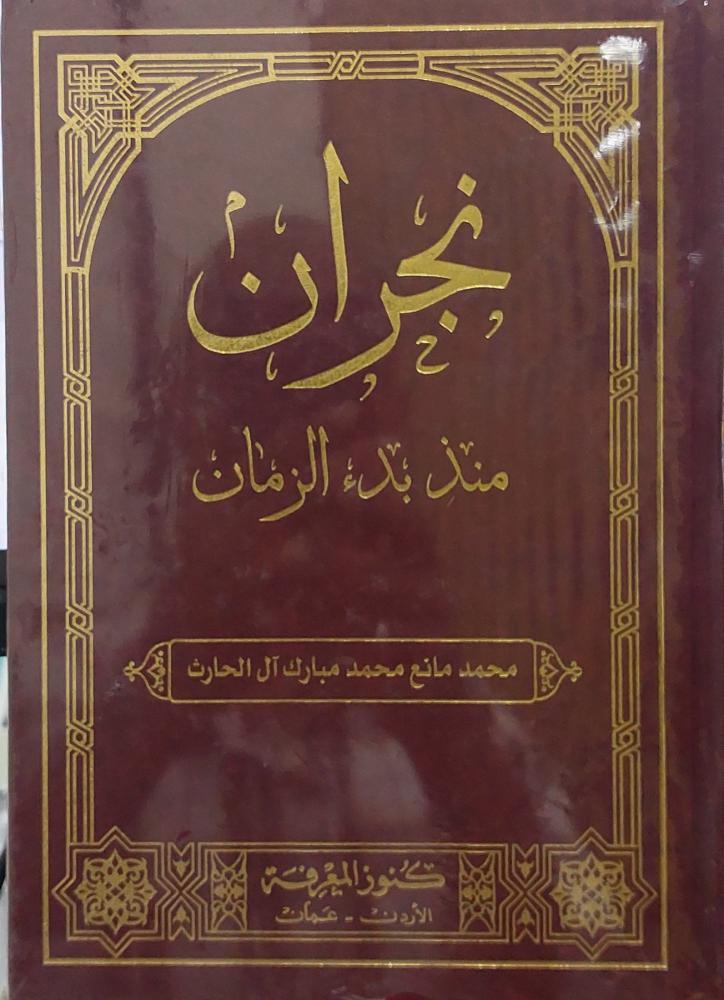 نجران
منذ بدء الزمان
محمد مانع محمد مبارك آل الحارث
كنوز المعرفة
الأردن - عمان